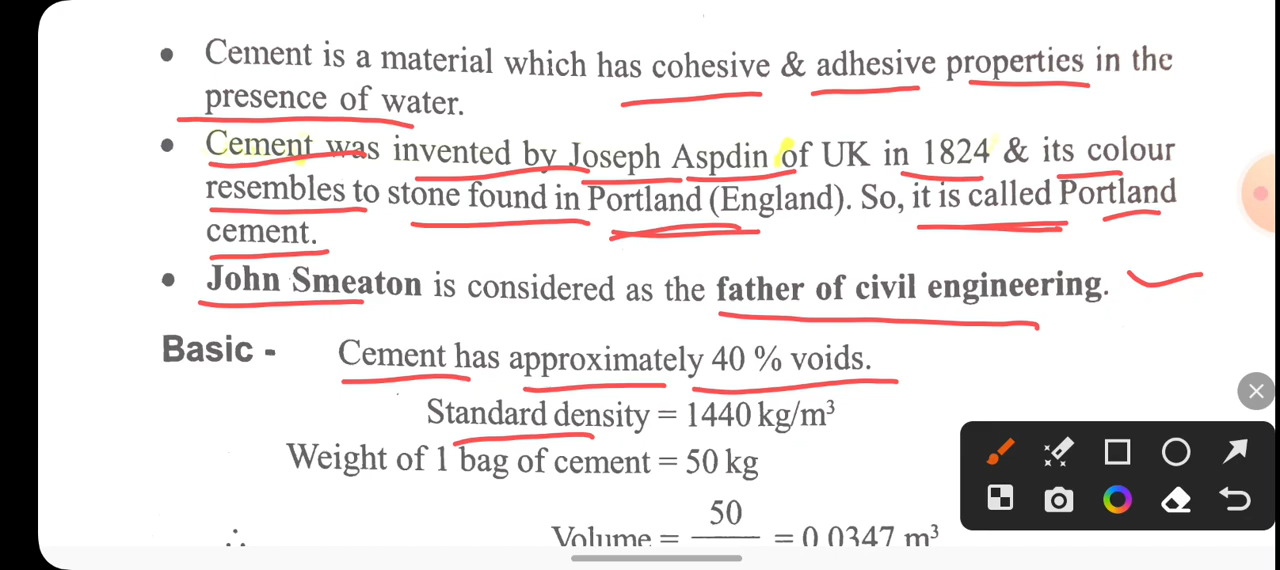 • Cement is a material which has cohesive & adhesive properties in the
presence of water.
• Cement was invented by Joseph Aspdin of UK in 1824 & its colour
resembles to stone found in Portland (England). So, it is called Portland
cement.
• John Smeaton is considered as the father of civil engineering.
Basic - Cement has approximately 40 % voids.
Standard density = 1440 kg/m³
Weight of 1 bag of cement = 50 kg
50
∴ Volume = —— = 0.0347 m³